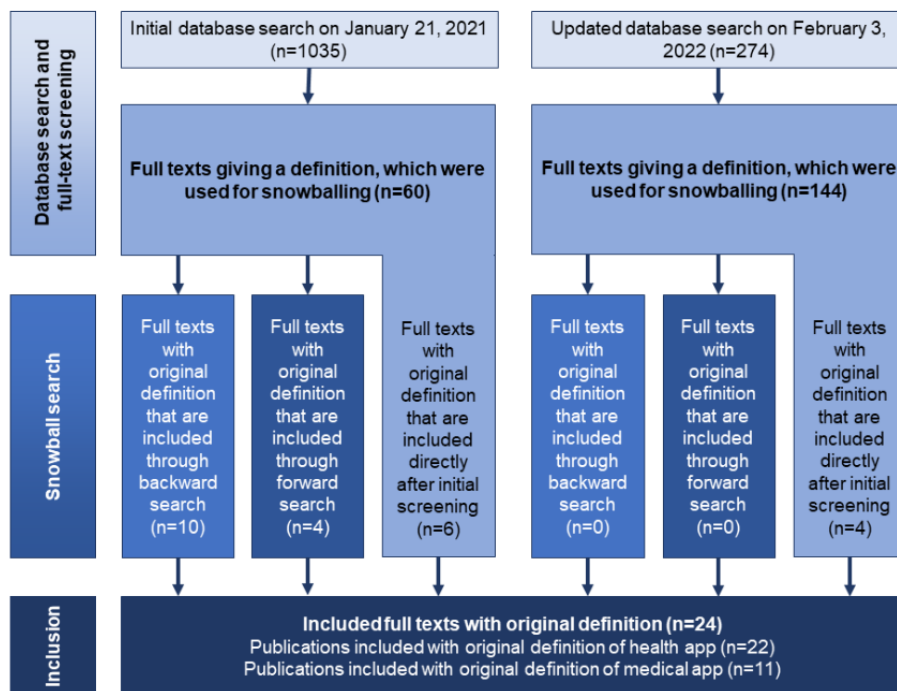 Database search and
full-text screening
Initial database search on January 21, 2021
(n=1035)
Updated database search on February 3,
2022 (n=274)
Full texts giving a definition, which were
used for snowballing (n=60)
Full texts giving a definition, which were
used for snowballing (n=144)
Snowball search
Full texts
with
original
definition
that are
included
through
backward
search
(n=10)
Full texts
with
original
definition
that are
included
through
forward
search
(n=4)
Full texts
with
original
definition
that are
included
directly
after initial
screening
(n=6)
Full texts
with
original
definition
that are
included
through
backward
search
(n=0)
Full texts
with
original
definition
that are
included
through
forward
search
(n=0)
Full texts
with
original
definition
that are
included
directly
after initial
screening
(n=4)
Inclusion
Included full texts with original definition (n=24)
Publications included with original definition of health app (n=22)
Publications included with original definition of medical app (n=11)